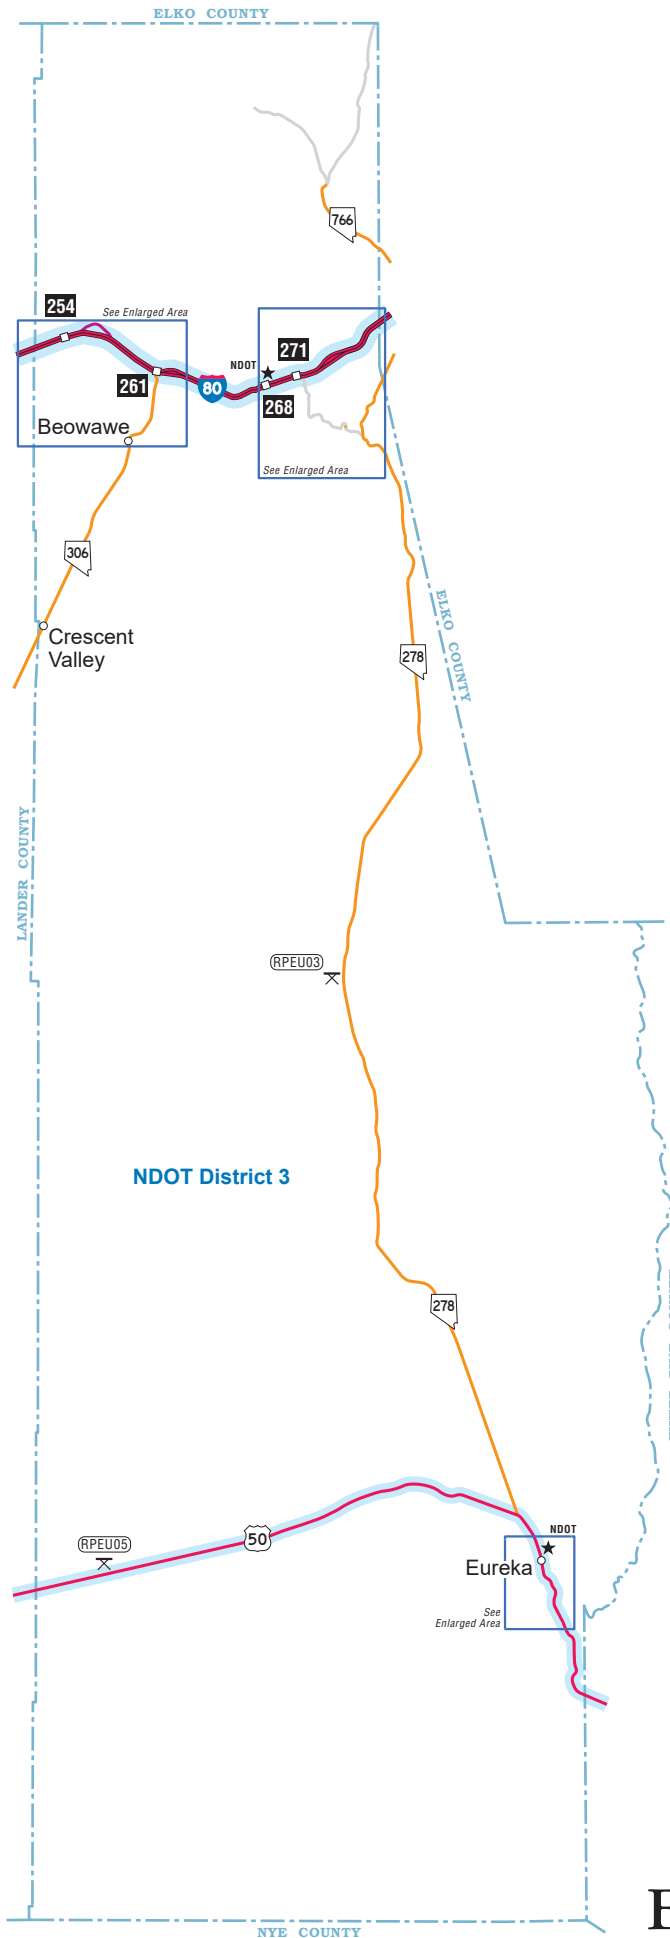 ELKO COUNTY
766
254
See Enlarged Area
NDOT
271
261
80
268
Beowawe
See Enlarged Area
306
ELKO COUNTY
Crescent
Valley
278
LANDER COUNTY
RPEU03
NDOT District 3
278
50
NDOT
RPEU05
Eureka
See
Enlarged Area
E
NYE COUNTY